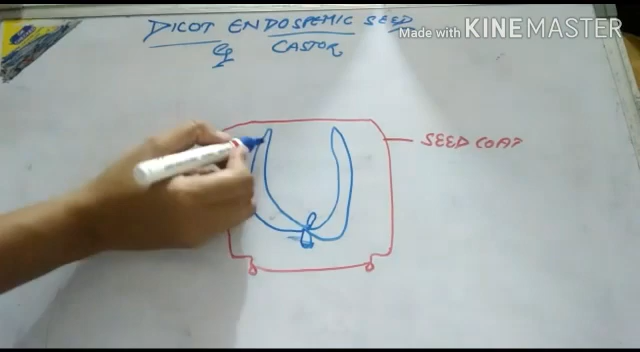 DICOT ENDOSPEMIC SEED
Made with KINEMASTER
Eg CASTOR
SEED COAT